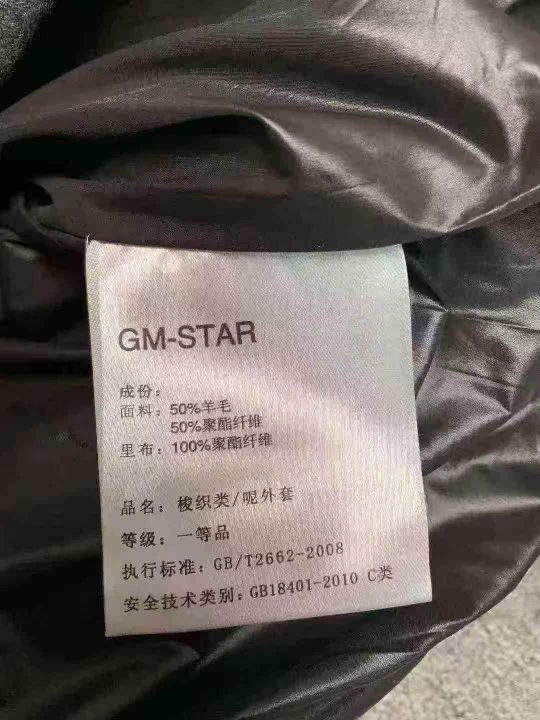 GM-STAR
成份：
面料：50%羊毛
50%聚酯纤维
里布：100%聚酯纤维
品名：梭织类/呢外套
等级：一等品
执行标准：GB/T2662-2008
安全技术类别：GB18401-2010 C类